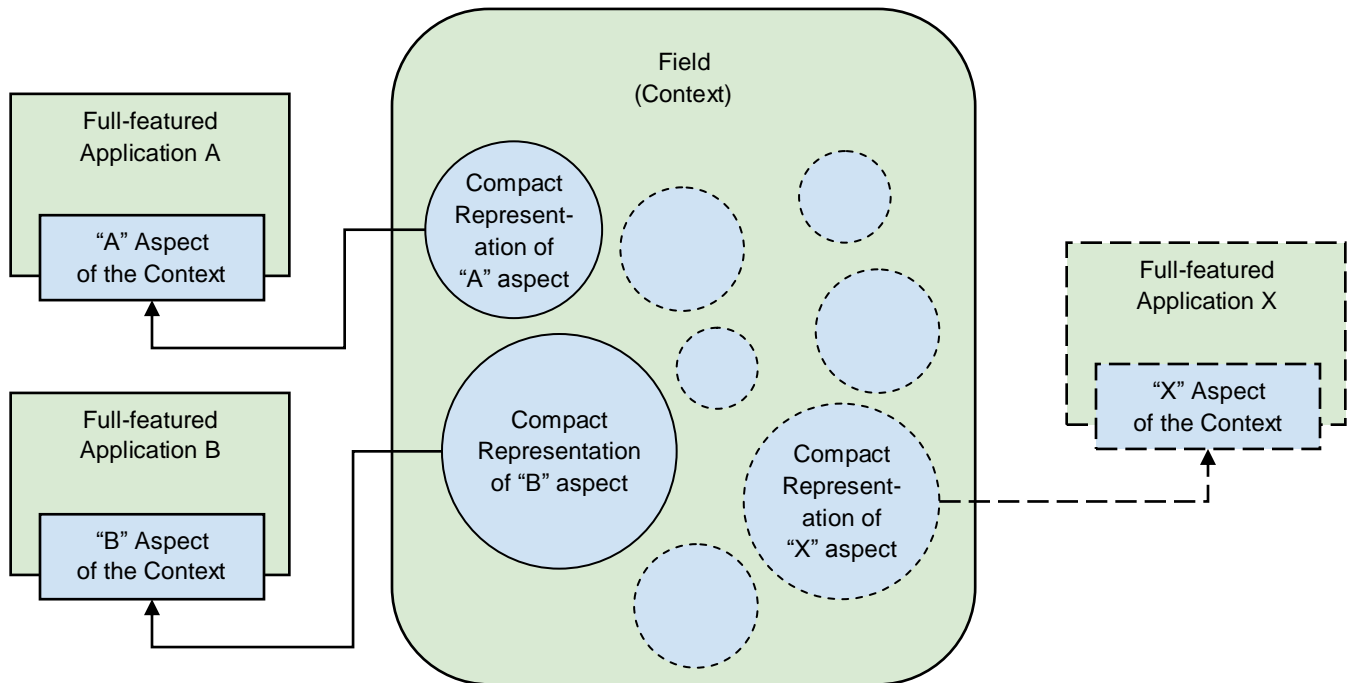 Field
(Context)
Full-featured
Application A
“A” Aspect
of the Context
Compact
Represent-
ation of
“A” aspect
Full-featured
Application X
“X” Aspect
of the Context
Full-featured
Application B
“B” Aspect
of the Context
Compact
Representation
of “B” aspect
Compact
Represent-
ation of
“X” aspect